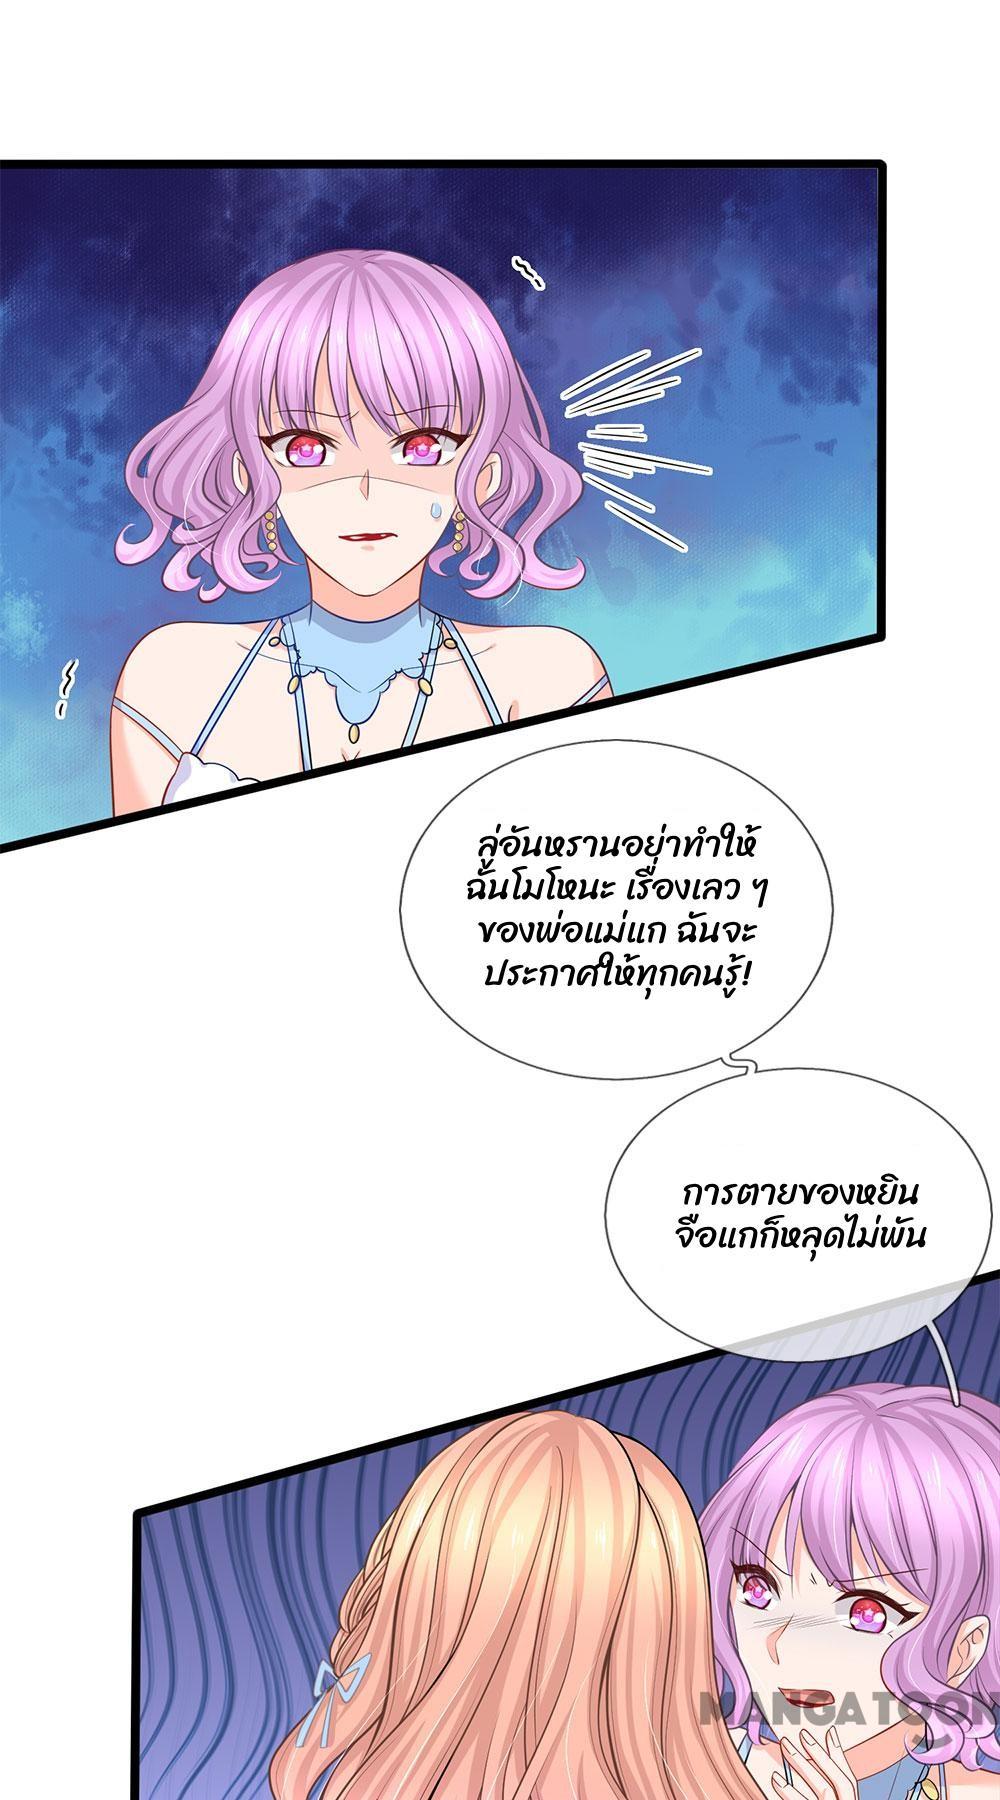 ลู่อันหรานอย่าทำให้
ฉันโมโหนะ เรื่องเลว ๆ
ของพ่อแม่แก ฉันจะ
ประกาศให้ทุกคนรู้!
การตายของหยิน
จือแกก็หลุดไม่พัน
MANGATOON